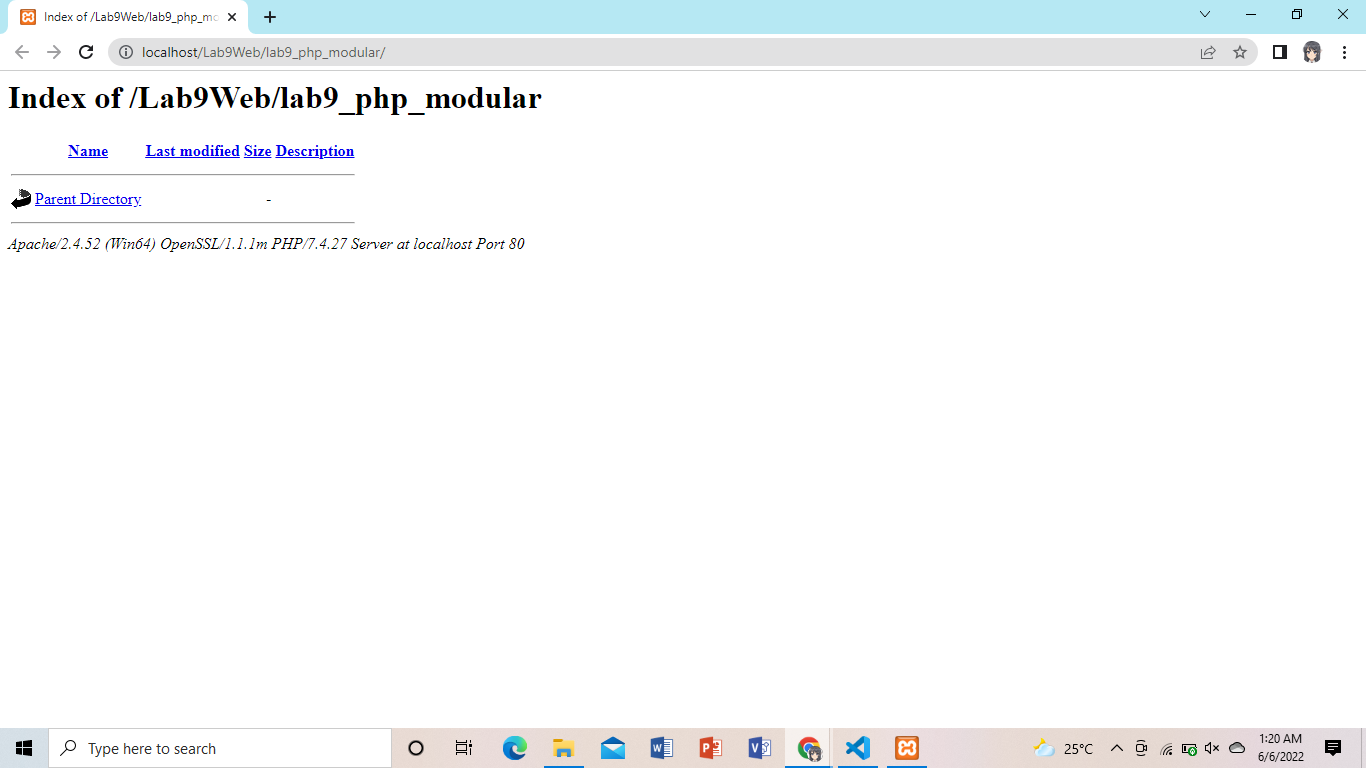 Index of /Lab9Web/lab9_php_mo
localhost/Lab9Web/lab9_php_modular/
Index of /Lab9Web/lab9_php_modular
Name Last modified Size Description
Parent Directory -
Apache/2.4.52 (Win64) OpenSSL/1.1.1m PHP/7.4.27 Server at localhost Port 80
Type here to search
25°C
1:20 AM
6/6/2022